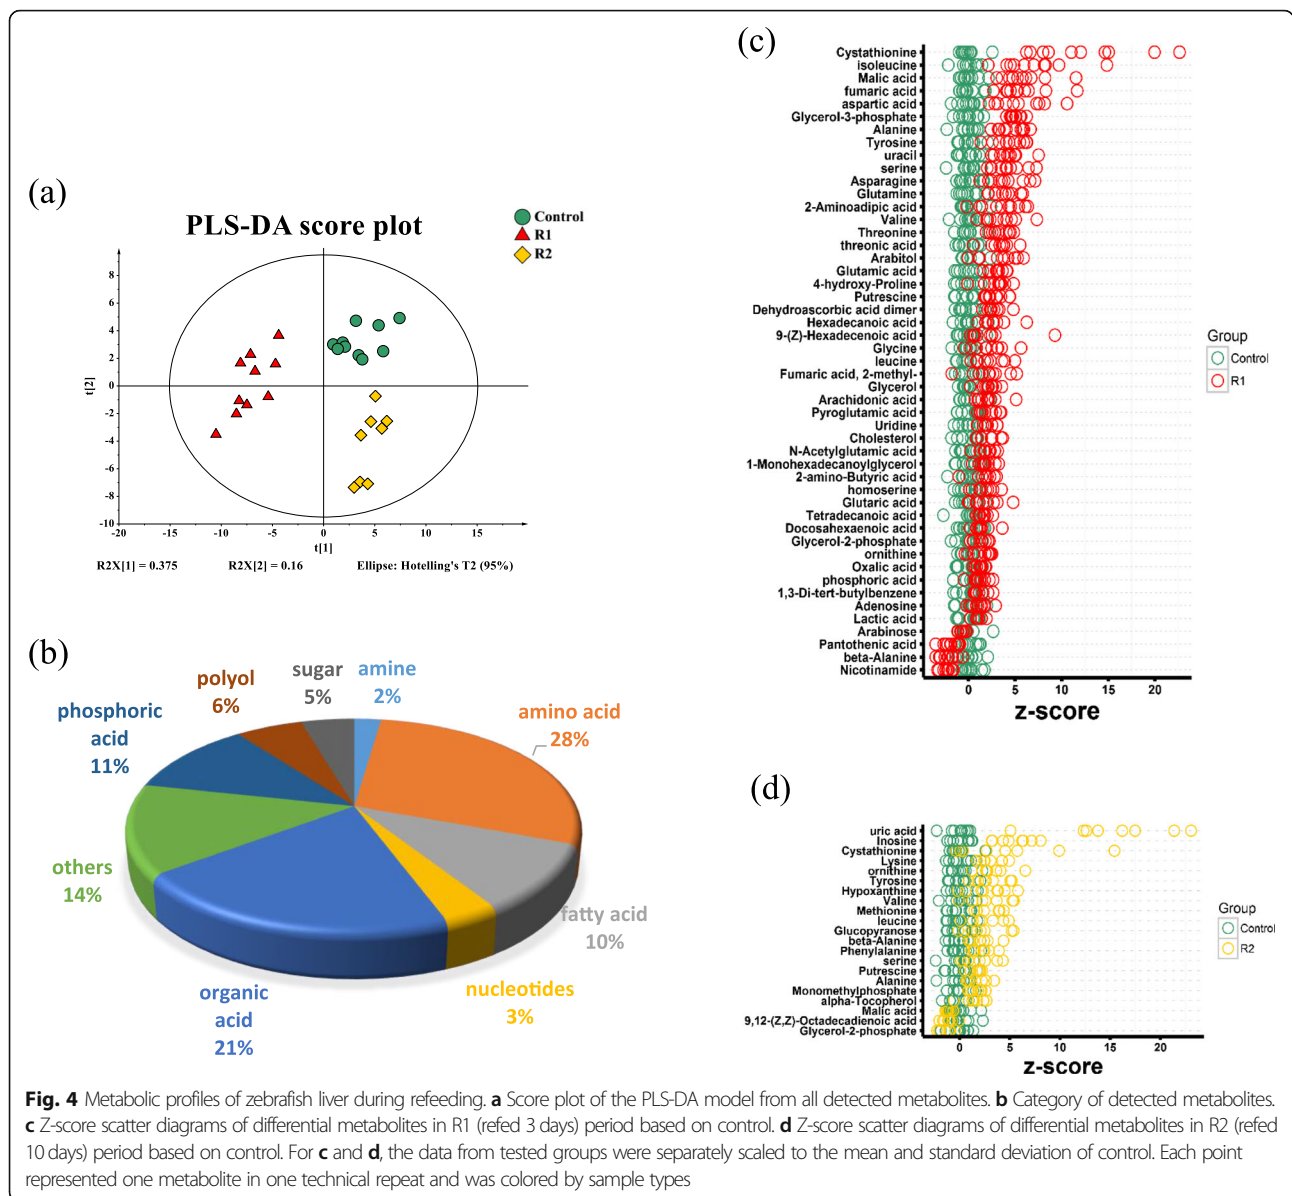 (a)
PLS-DA score plot
Control
R1
R2
8
6
4
2
0
-2
-4
-6
-8
-10
t[2]
-20
-15
-10
-5
0
5
10
15
t[1]
R2X[1] = 0.375
R2X[2] = 0.16
Ellipse: Hotelling's T2 (95%)
(b)
sugar
5%
amine
2%
polyol
6%
amino acid
28%
phosphoric
acid
11%
others
14%
fatty acid
10%
nucleotides
3%
organic
acid
21%
(c)
Cystathionine
isoleucine
Malic acid
fumaric acid
aspartic acid
Glycerol-3-phosphate
Alanine
Tyrosine
uracil
serine
Asparagine
Glutamine
2-Aminoadipic acid
Valine
Threonine
threonic acid
Arabitol
Glutamic acid
4-hydroxy-Proline
Putrescine
Dehydroascorbic acid dimer
Hexadecanoic acid
9-(Z)-Hexadecenoic acid
Glycine
leucine
Fumaric acid, 2-methyl-
Glycerol
Arachidonic acid
Pyroglutamic acid
Uridine
Cholesterol
N-Acetylglutamic acid
1-Monohexadecanoylglycerol
2-amino-Butyric acid
homoserine
Glutaric acid
Tetradecanoic acid
Docosahexaenoic acid
Glycerol-2-phosphate
ornithine
Oxalic acid
phosphoric acid
1,3-Di-tert-butylbenzene
Adenosine
Lactic acid
Arabinose
Pantothenic acid
beta-Alanine
Nicotinamide
0
5
10
15
20
z-score
Group
Control
R1
(d)
uric acid
Inosine
Cystathionine
Lysine
ornithine
Tyrosine
Hypoxanthine
Valine
Methionine
leucine
Glucopyranose
beta-Alanine
Phenylalanine
serine
Putrescine
Alanine
Monomethylphosphate
alpha-Tocopherol
Malic acid
9,12-(Z,Z)-Octadecadienoic acid
Glycerol-2-phosphate
0
5
10
15
20
z-score
Group
Control
R2
Fig. 4 Metabolic profiles of zebrafish liver during refeeding. a Score plot of the PLS-DA model from all detected metabolites. b Category of detected metabolites.
c Z-score scatter diagrams of differential metabolites in R1 (refed 3 days) period based on control. d Z-score scatter diagrams of differential metabolites in R2 (refed
10 days) period based on control. For c and d, the data from tested groups were separately scaled to the mean and standard deviation of control. Each point
represented one metabolite in one technical repeat and was colored by sample types